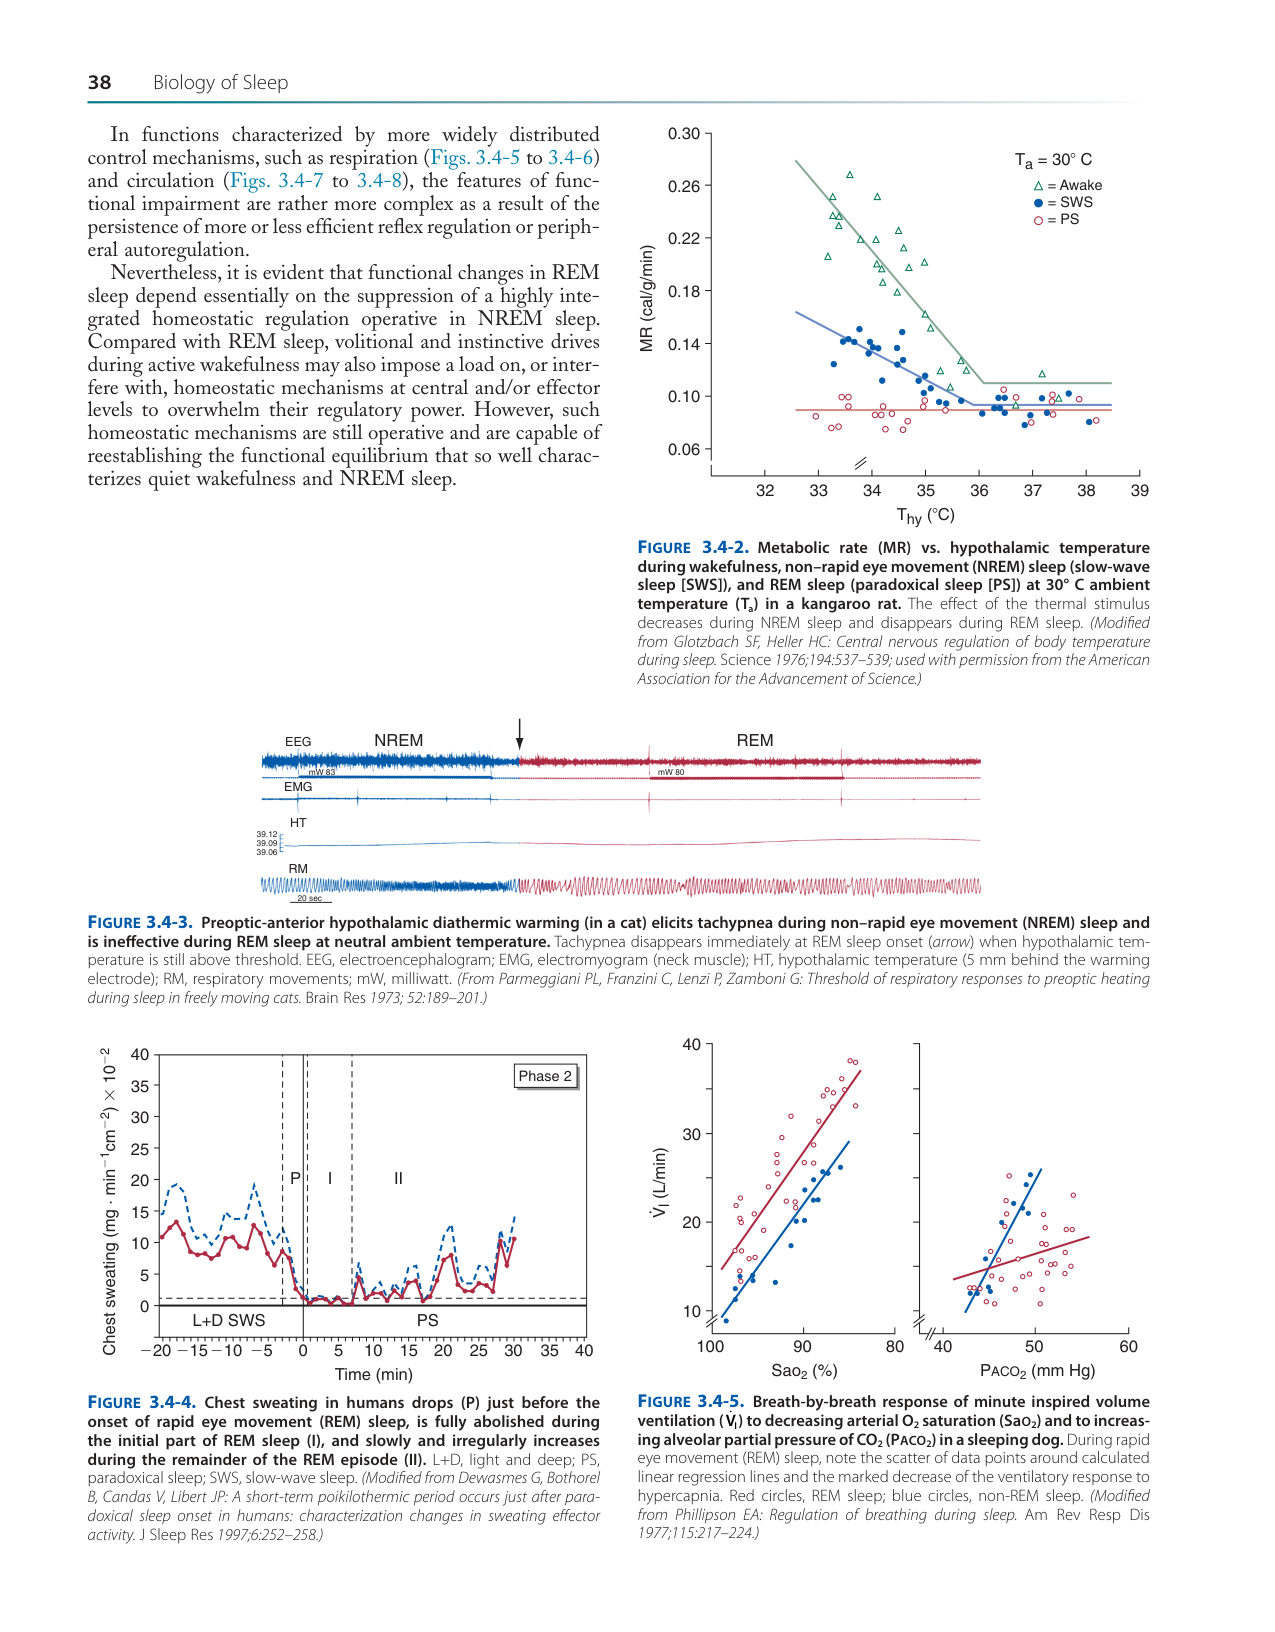 38 Biology of Sleep
In functions characterized by more widely distributed
control mechanisms, such as respiration (Figs. 3.4-5 to 3.4-6)
and circulation (Figs. 3.4-7 to 3.4-8), the features of func-
tional impairment are rather more complex as a result of the
persistence of more or less efficient reflex regulation or periph-
eral autoregulation.
Nevertheless, it is evident that functional changes in REM
sleep depend essentially on the suppression of a highly inte-
grated homeostatic regulation operative in NREM sleep.
Compared with REM sleep, volitional and instinctive drives
during active wakefulness may also impose a load on, or inter-
fere with, homeostatic mechanisms at central and/or effector
levels to overwhelm their regulatory power. However, such
homeostatic mechanisms are still operative and are capable of
reestablishing the functional equilibrium that so well charac-
terizes quiet wakefulness and NREM sleep.
0.30
0.26
0.22
0.18
0.14
0.10
0.06
MR (cal/g/min)
Ta = 30° C
△ = Awake
● = SWS
○ = PS
32 33 34 35 36 37 38 39
Thy (°C)
FIGURE 3.4-2. Metabolic rate (MR) vs. hypothalamic temperature
during wakefulness, non–rapid eye movement (NREM) sleep (slow-wave
sleep [SWS]), and REM sleep (paradoxical sleep [PS]) at 30° C ambient
temperature (Ta) in a kangaroo rat. The effect of the thermal stimulus
decreases during NREM sleep and disappears during REM sleep. (Modified
from Glotzbach SF, Heller HC: Central nervous regulation of body temperature
during sleep. Science 1976;194:537–539; used with permission from the American
Association for the Advancement of Science.)
EEG NREM REM
mW 83 mW 80
EMG
HT
39.12
39.09
39.06
RM
20 sec
FIGURE 3.4-3. Preoptic-anterior hypothalamic diathermic warming (in a cat) elicits tachypnea during non–rapid eye movement (NREM) sleep and
is ineffective during REM sleep at neutral ambient temperature. Tachypnea disappears immediately at REM sleep onset (arrow) when hypothalamic tem-
perature is still above threshold. EEG, electroencephalogram; EMG, electromyogram (neck muscle); HT, hypothalamic temperature (5 mm behind the warming
electrode); RM, respiratory movements; mW, milliwatt. (From Parmeggiani PL, Franzini C, Lenzi P, Zamboni G: Threshold of respiratory responses to preoptic heating
during sleep in freely moving cats. Brain Res 1973; 52:189–201.)
Chest sweating (mg · min−1cm−2) × 10−2
40
35
30
25
20
15
10
5
0
Phase 2
P I II
L+D SWS PS
−20 −15 −10 −5 0 5 10 15 20 25 30 35 40
Time (min)
FIGURE 3.4-4. Chest sweating in humans drops (P) just before the
onset of rapid eye movement (REM) sleep, is fully abolished during
the initial part of REM sleep (I), and slowly and irregularly increases
during the remainder of the REM episode (II). L+D, light and deep; PS,
paradoxical sleep; SWS, slow-wave sleep. (Modified from Dewasmes G, Bothorel
B, Candas V, Libert JP: A short-term poikilothermic period occurs just after para-
doxical sleep onset in humans: characterization changes in sweating effector
activity. J Sleep Res 1997;6:252–258.)
40
30
20
10
V̇I (L/min)
100 90 80 40 50 60
Sao2 (%) PACO2 (mm Hg)
FIGURE 3.4-5. Breath-by-breath response of minute inspired volume
ventilation (V̇I) to decreasing arterial O2 saturation (Sao2) and to increas-
ing alveolar partial pressure of CO2 (PACO2) in a sleeping dog. During rapid
eye movement (REM) sleep, note the scatter of data points around calculated
linear regression lines and the marked decrease of the ventilatory response to
hypercapnia. Red circles, REM sleep; blue circles, non-REM sleep. (Modified
from Phillipson EA: Regulation of breathing during sleep. Am Rev Resp Dis
1977;115:217–224.)